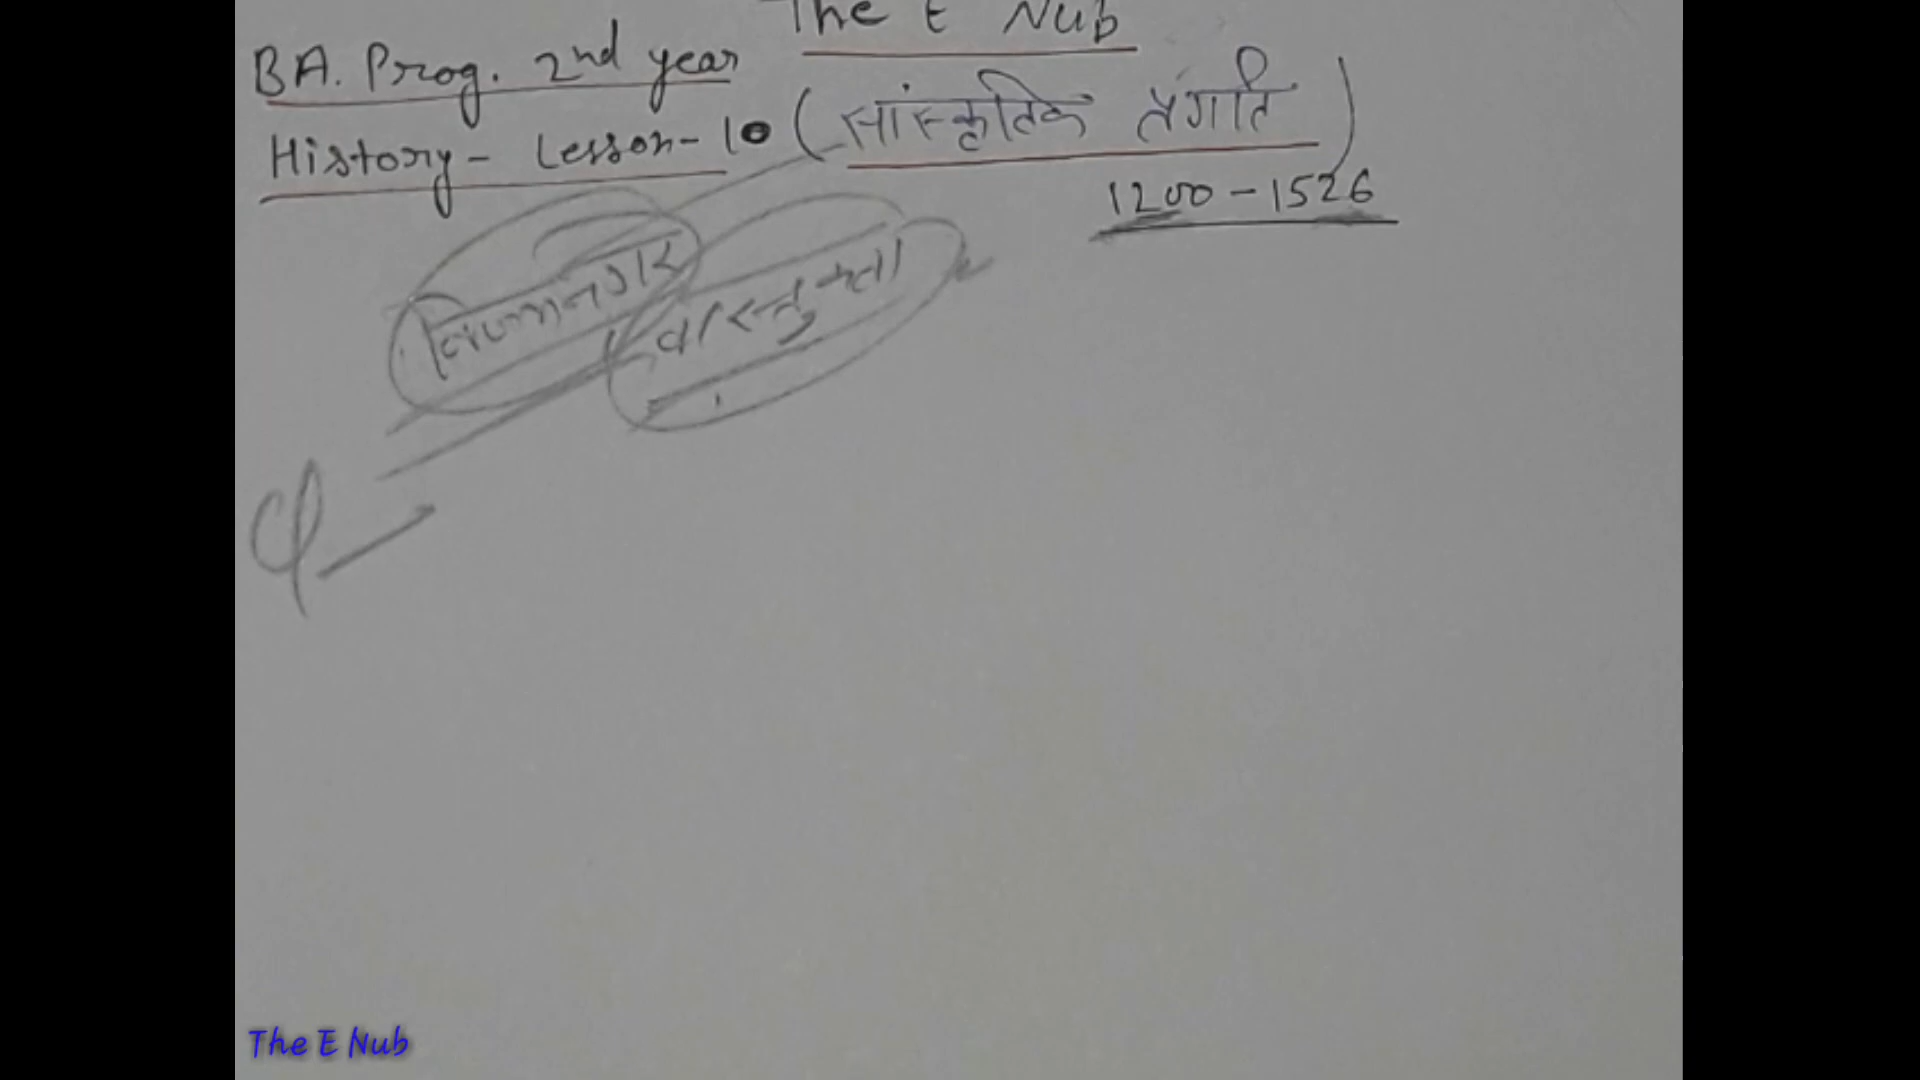 The E Nub
BA. Prog. 2nd year
History - Lesson-10 (सांस्कृतिक प्रगति)
1200-1526
विजयनगर
वास्तुकला
The E Nub